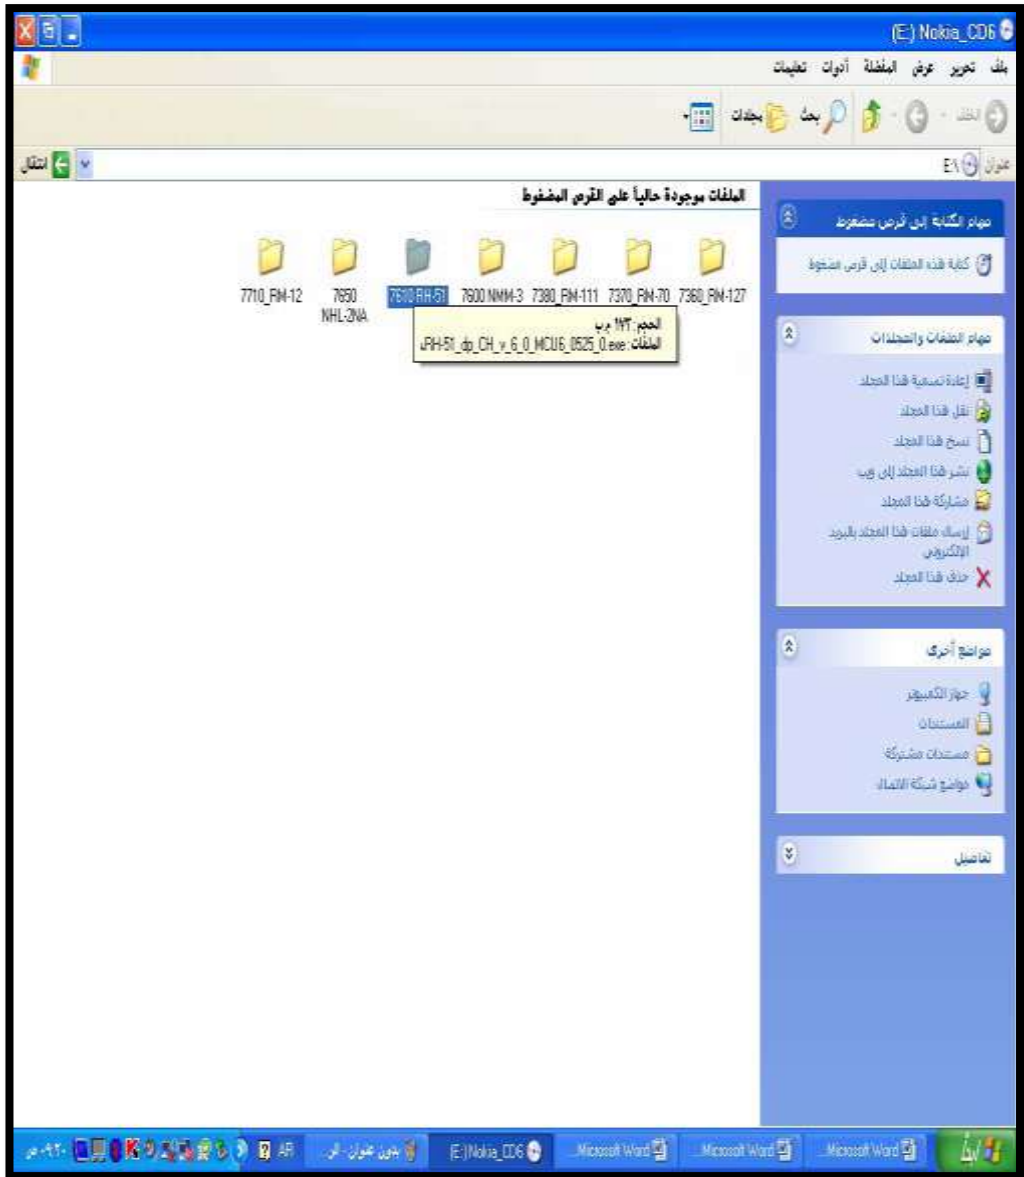 (E:) Nokia_CD6
ملف تحرير عرض المفضلة أدوات تعليمات
الخلف بحث مجلدات
عنوان E:\ انتقال
مهام الكتابة إلى قرص مضغوط
كتابة هذه الملفات إلى قرص مضغوط
مهام الملفات والمجلدات
إعادة تسمية هذا المجلد
نقل هذا المجلد
نسخ هذا المجلد
نشر هذا المجلد إلى ويب
مشاركة هذا المجلد
إرسال ملفات هذا المجلد بالبريد
الإلكتروني
حذف هذا المجلد
مواضع أخرى
جهاز الكمبيوتر
المستندات
مستندات مشتركة
مواضع شبكة الاتصال
تفاصيل
الملفات موجودة حالياً على القرص المضغوط
7360_RM-127
7370_RM-70
7380_RM-111
7600 NMM-3
7610 RH-51
7650
NHL-2NA
7710_RM-12
الملفات: RH-51_dp_CH_v_6_0_MCU6_0525_0.exe,
ابدأ
Microsoft Word...
Microsoft Word...
Microsoft Word...
(E:) Nokia_CD6
بدون عنوان - الر...
AR